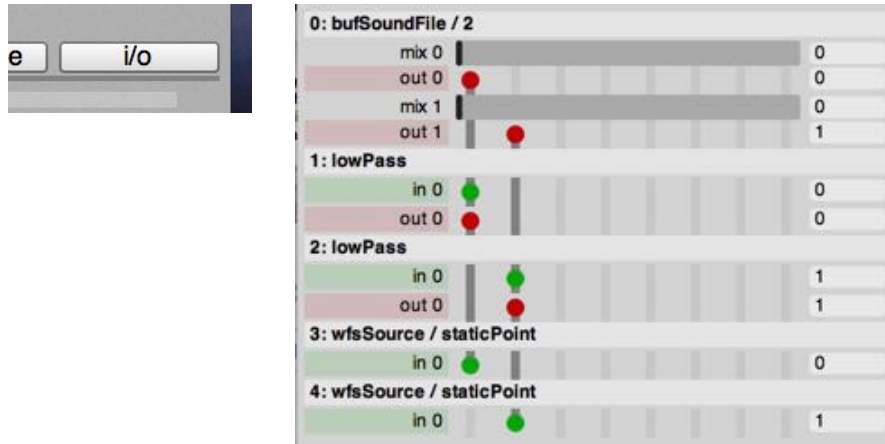 e i/o
0: bufSoundFile / 2
mix 0 0
out 0 0
mix 1 0
out 1 1
1: lowPass
in 0 0
out 0 0
2: lowPass
in 0 1
out 0 1
3: wfsSource / staticPoint
in 0 0
4: wfsSource / staticPoint
in 0 1